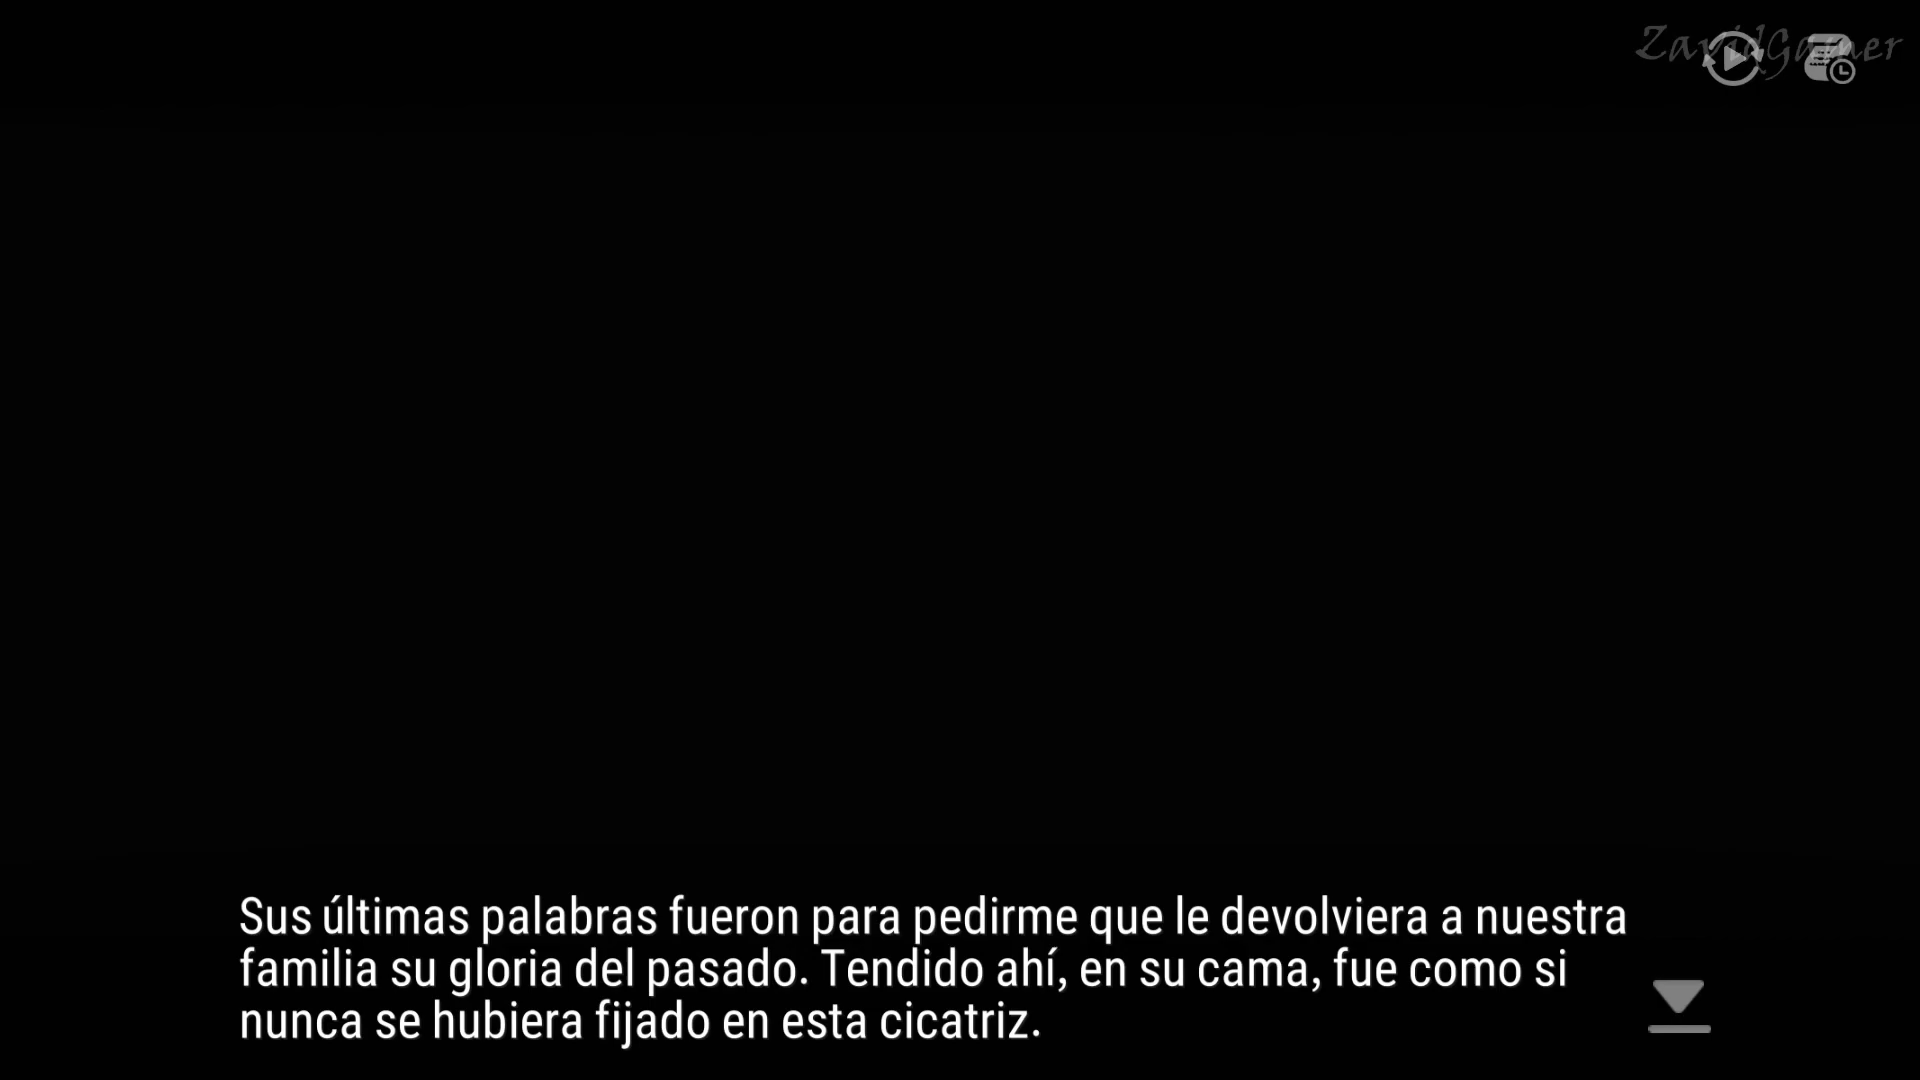 ZavidGamer
Sus últimas palabras fueron para pedirme que le devolviera a nuestra
familia su gloria del pasado. Tendido ahí, en su cama, fue como si
nunca se hubiera fijado en esta cicatriz.